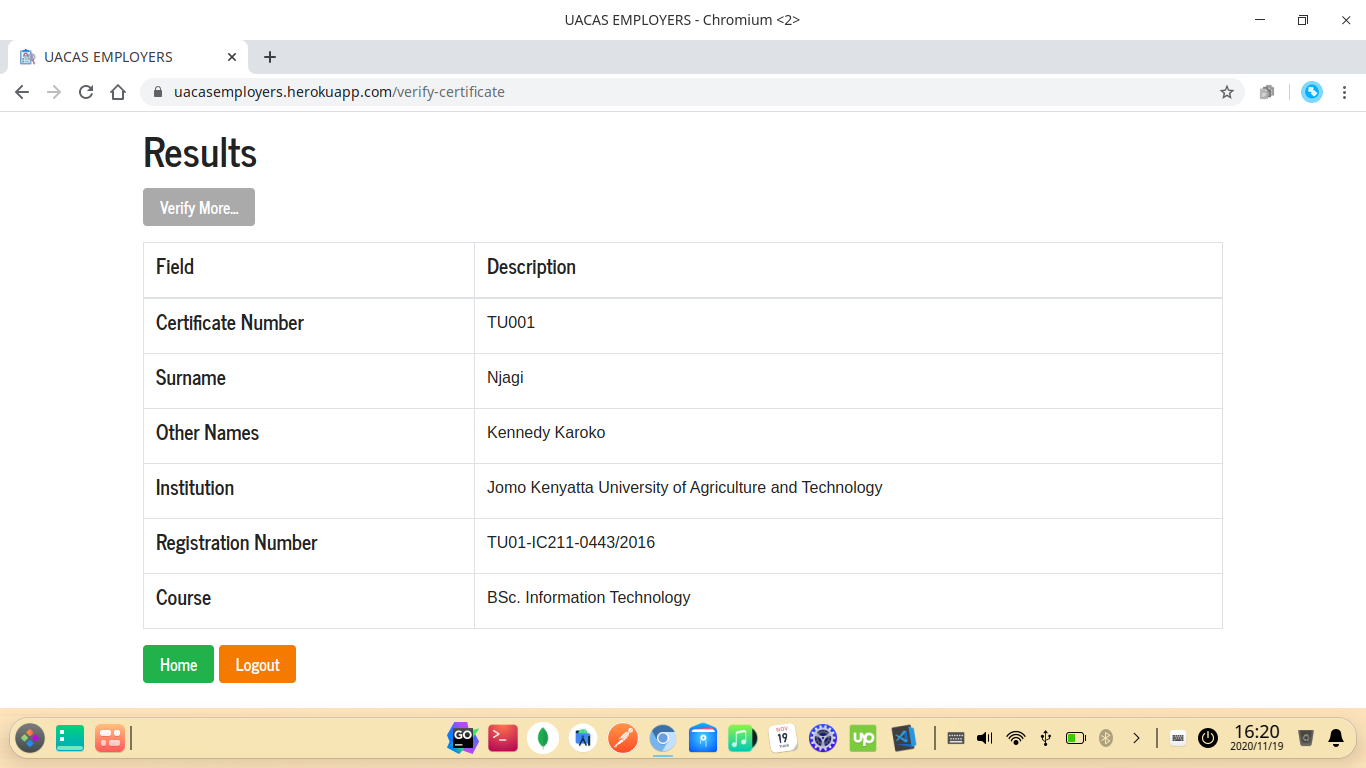 UACAS EMPLOYERS - Chromium <2>
UACAS EMPLOYERS
uacasemployers.herokuapp.com/verify-certificate
Results
Verify More...
Field Description
Certificate Number TU001
Surname Njagi
Other Names Kennedy Karoko
Institution Jomo Kenyatta University of Agriculture and Technology
Registration Number TU01-IC211-0443/2016
Course BSc. Information Technology
Home Logout
GO
NOV
19
up
16:20
2020/11/19